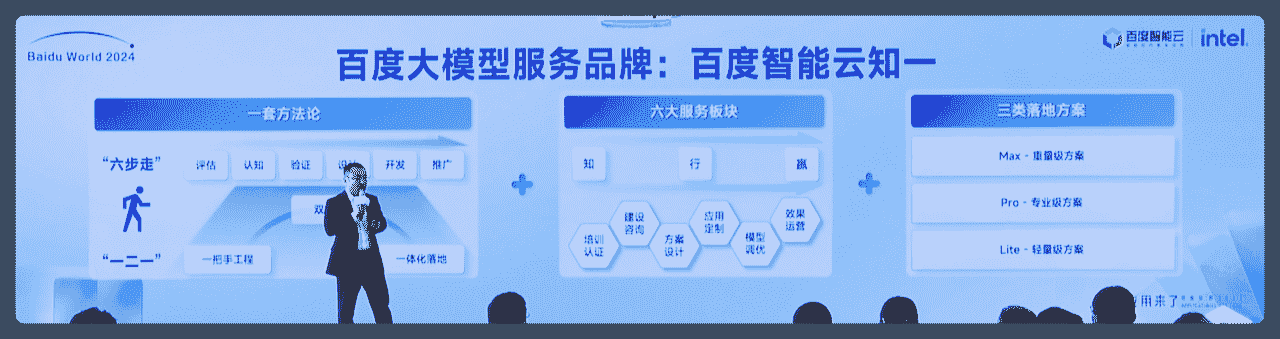 Baidu World 2024
百度智能云 | intel.
百度大模型服务品牌：百度智能云知一
一套方法论
“六步走”
评估 认知 验证 开发 推广
双
“一二一”
一把手工程 一体化落地
六大服务板块
知 行 赢
培训认证
建设咨询
方案设计
应用定制
模型调优
效果运营
三类落地方案
Max - 重量级方案
Pro - 专业级方案
Lite - 轻量级方案
用来了